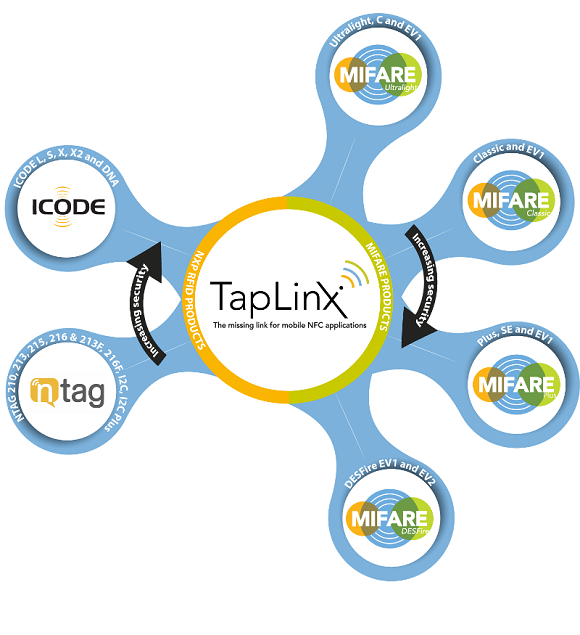 Ultralight, C and EV1
MIFARE
Ultralight
Classic and EV1
MIFARE
Classic
ICODE L, S, X, X2 and DNA
ICODE
NXP RFID PRODUCTS
MIFARE PRODUCTS
Increasing security
Increasing security
TapLinX
The missing link for mobile NFC applications
NTAG 210, 213, 215, 216 & 213F, 216F, I2C, I2C Plus
ntag
Plus, SE and EV1
MIFARE
Plus
DESFire EV1 and EV2
MIFARE
DESFire